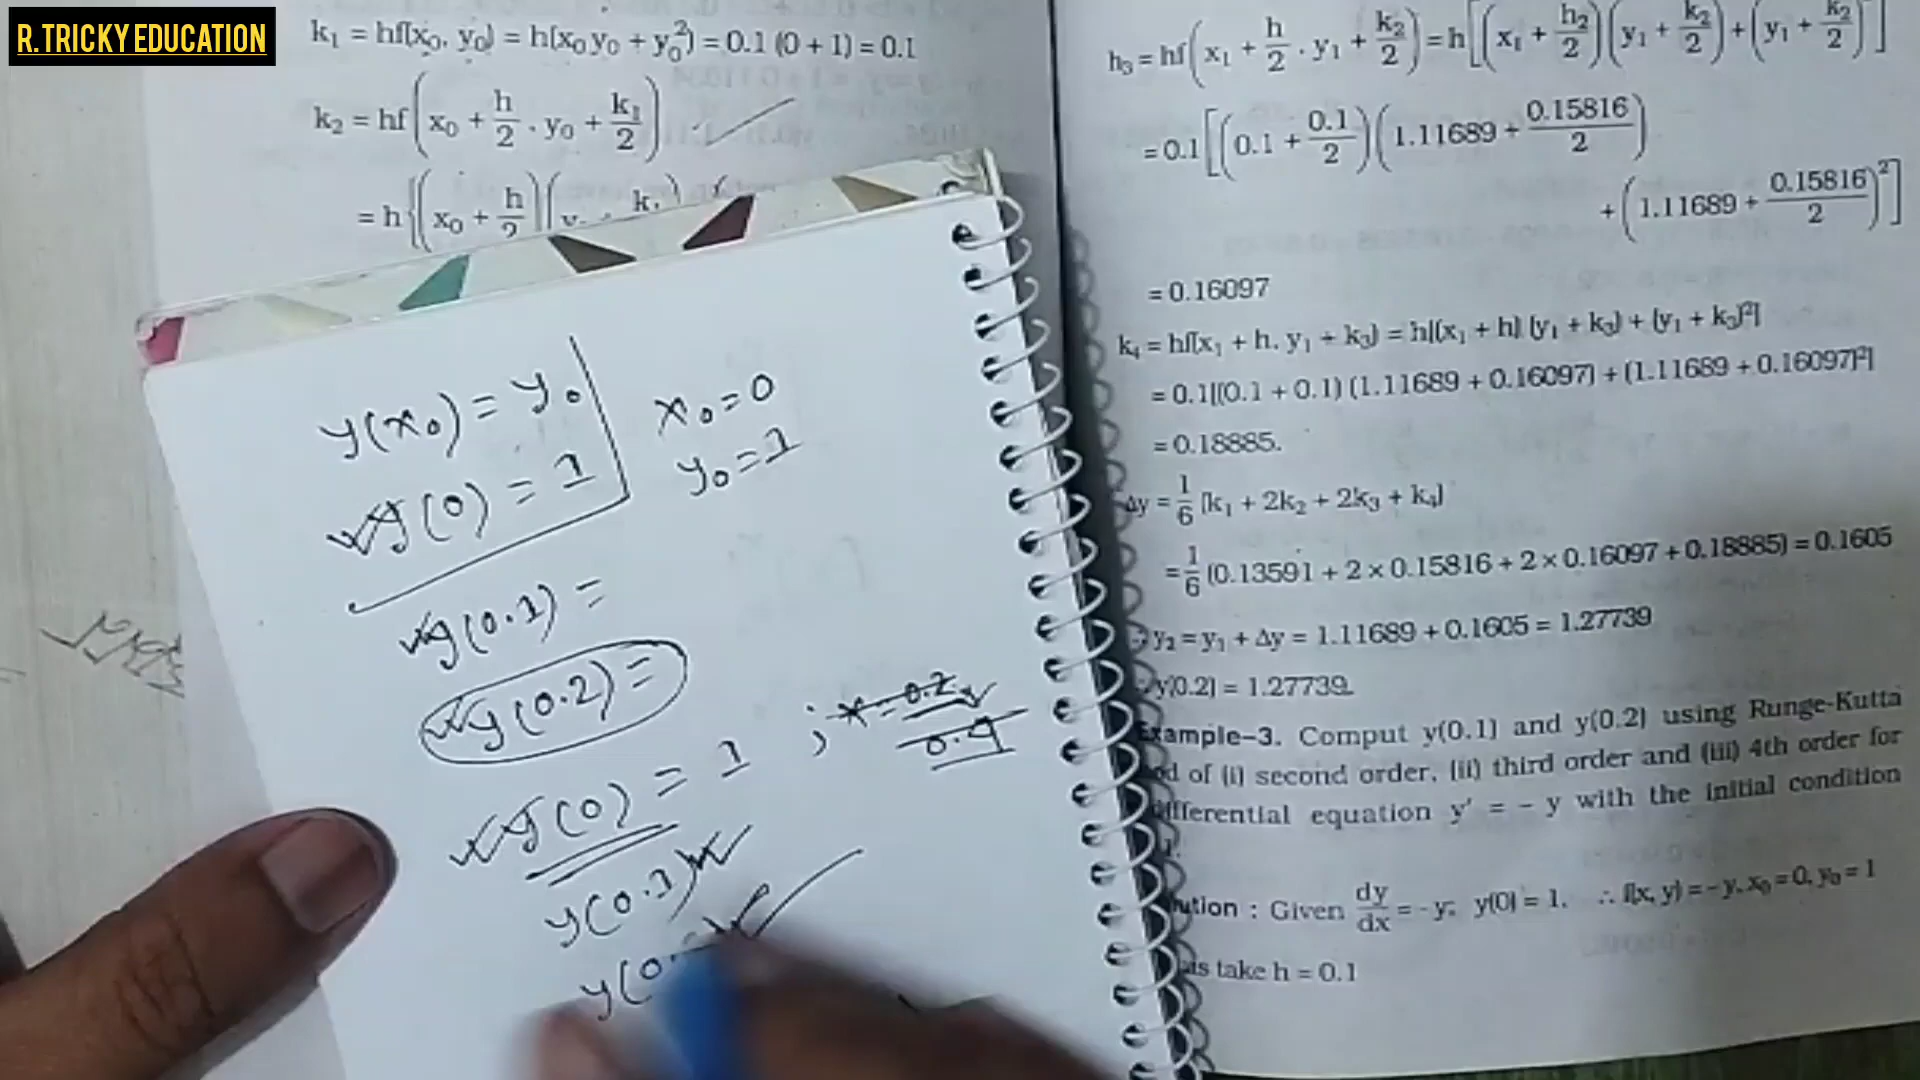 R.TRICKY EDUCATION
k₁ = hf(x₀, y₀) = h(x₀y₀ + y₀²) = 0.1 (0 + 1) = 0.1
k₂ = hf(x₀ + h/2 . y₀ + k₁/2)
= h{(x₀ + h/2)(
y(x₀) = y₀
y(0) = 1
x₀ = 0
y₀ = 1
y(0.1) =
y(0.2) =
y(0) = 1 ; x = 0.2
0.4
y(0.1)
y(0.
h₃ = hf(x₁ + h/2 . y₁ + k₂/2) = h[(x₁ + h₂/2)(y₁ + k₂/2) + (y₁ + k₂/2)²]
= 0.1[(0.1 + 0.1/2)(1.11689 + 0.15816/2)
+ (1.11689 + 0.15816/2)²]
= 0.16097
k₄ = hf(x₁ + h. y₁ + k₃) = h[(x₁ + h) (y₁ + k₃) + (y₁ + k₃)²]
= 0.1[(0.1 + 0.1) (1.11689 + 0.16097) + (1.11689 + 0.16097)²]
= 0.18885.
Δy = 1/6 [k₁ + 2k₂ + 2k₃ + k₄]
= 1/6 (0.13591 + 2 × 0.15816 + 2 × 0.16097 + 0.18885) = 0.1605
y₂ = y₁ + Δy = 1.11689 + 0.1605 = 1.27739
y(0.2) = 1.27739.
Example–3. Comput y(0.1) and y(0.2) using Runge-Kutta
of (i) second order, (ii) third order and (iii) 4th order for
differential equation y' = – y with the initial condition
: Given dy/dx = - y, y(0) = 1. ∴ f(x, y) = – y, x₀ = 0, y₀ = 1
take h = 0.1